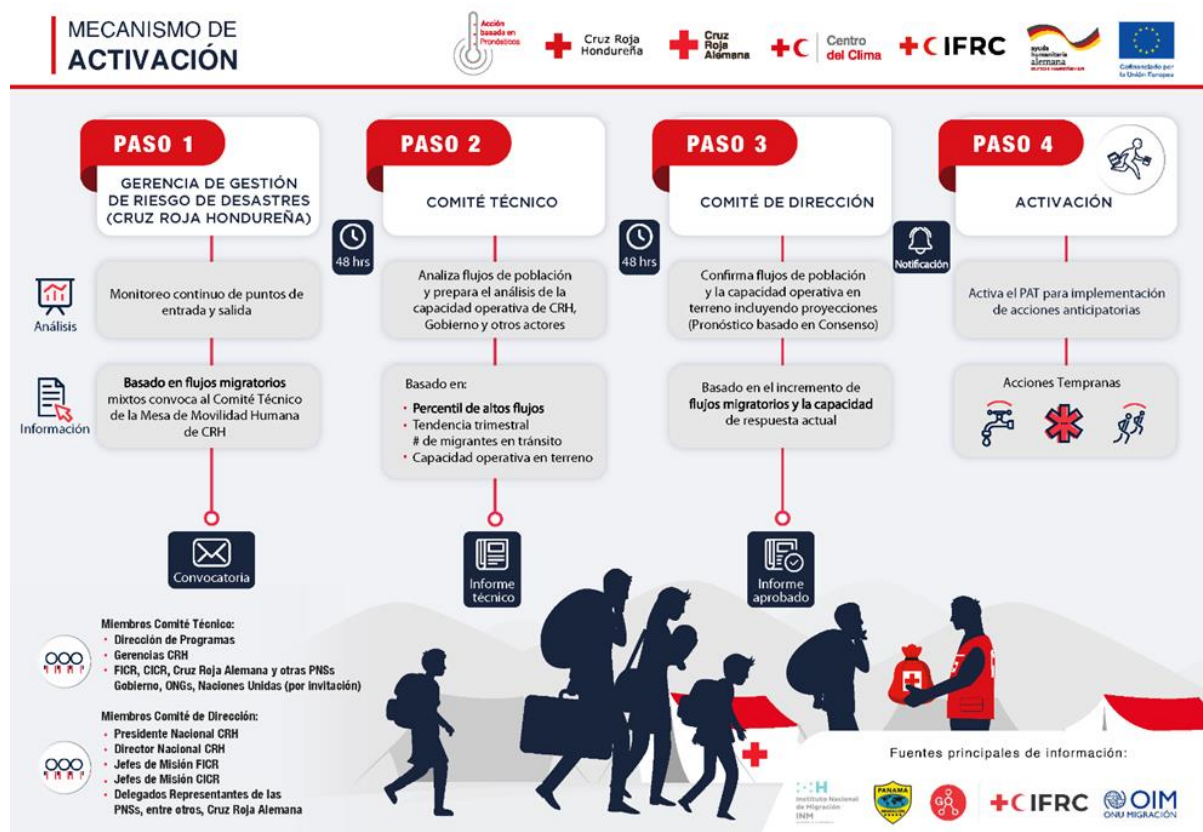 MECANISMO DE
ACTIVACIÓN
Acción
basada en
Pronósticos
Cruz Roja
Hondureña
Cruz
Roja
Alemana
Centro
del Clima
IFRC
ayuda
humanitaria
alemana
Cofinanciado por
la Unión Europea
PASO 1
GERENCIA DE GESTIÓN
DE RIESGO DE DESASTRES
(CRUZ ROJA HONDUREÑA)
48 hrs
PASO 2
COMITÉ TÉCNICO
48 hrs
PASO 3
COMITÉ DE DIRECCIÓN
Notificación
PASO 4
ACTIVACIÓN
Análisis
Monitoreo continuo de puntos de
entrada y salida
Analiza flujos de población
y prepara el análisis de la
capacidad operativa de CRH,
Gobierno y otros actores
Confirma flujos de población
y la capacidad operativa en
terreno incluyendo proyecciones
(Pronóstico basado en Consenso)
Activa el PAT para implementación
de acciones anticipatorias
Información
Basado en flujos migratorios
mixtos convoca al Comité Técnico
de la Mesa de Movilidad Humana
de CRH
Basado en:
• Percentil de altos flujos
• Tendencia trimestral
# de migrantes en tránsito
• Capacidad operativa en terreno
Basado en el incremento de
flujos migratorios y la capacidad
de respuesta actual
Acciones Tempranas
Convocatoria
Informe
técnico
Informe
aprobado
Miembros Comité Técnico:
• Dirección de Programas
• Gerencias CRH
• FICR, CICR, Cruz Roja Alemana y otras PNSs
Gobierno, ONGs, Naciones Unidas (por invitación)
Miembros Comité de Dirección:
• Presidente Nacional CRH
• Director Nacional CRH
• Jefes de Misión FICR
• Jefes de Misión CICR
• Delegados Representantes de las
PNSs, entre otros, Cruz Roja Alemana
Fuentes principales de información:
H
Instituto Nacional
de Migración
INM
PANAMA
IFRC
OIM
ONU MIGRACIÓN